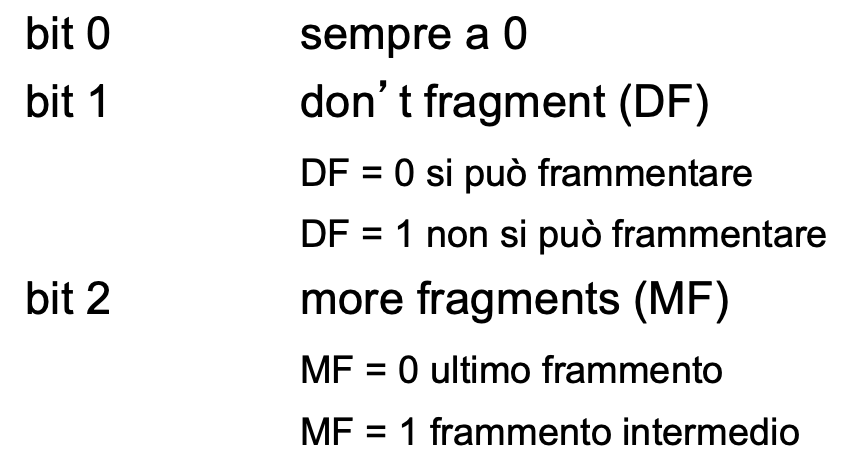 bit 0 sempre a 0
bit 1 don’t fragment (DF)
DF = 0 si può frammentare
DF = 1 non si può frammentare
bit 2 more fragments (MF)
MF = 0 ultimo frammento
MF = 1 frammento intermedio